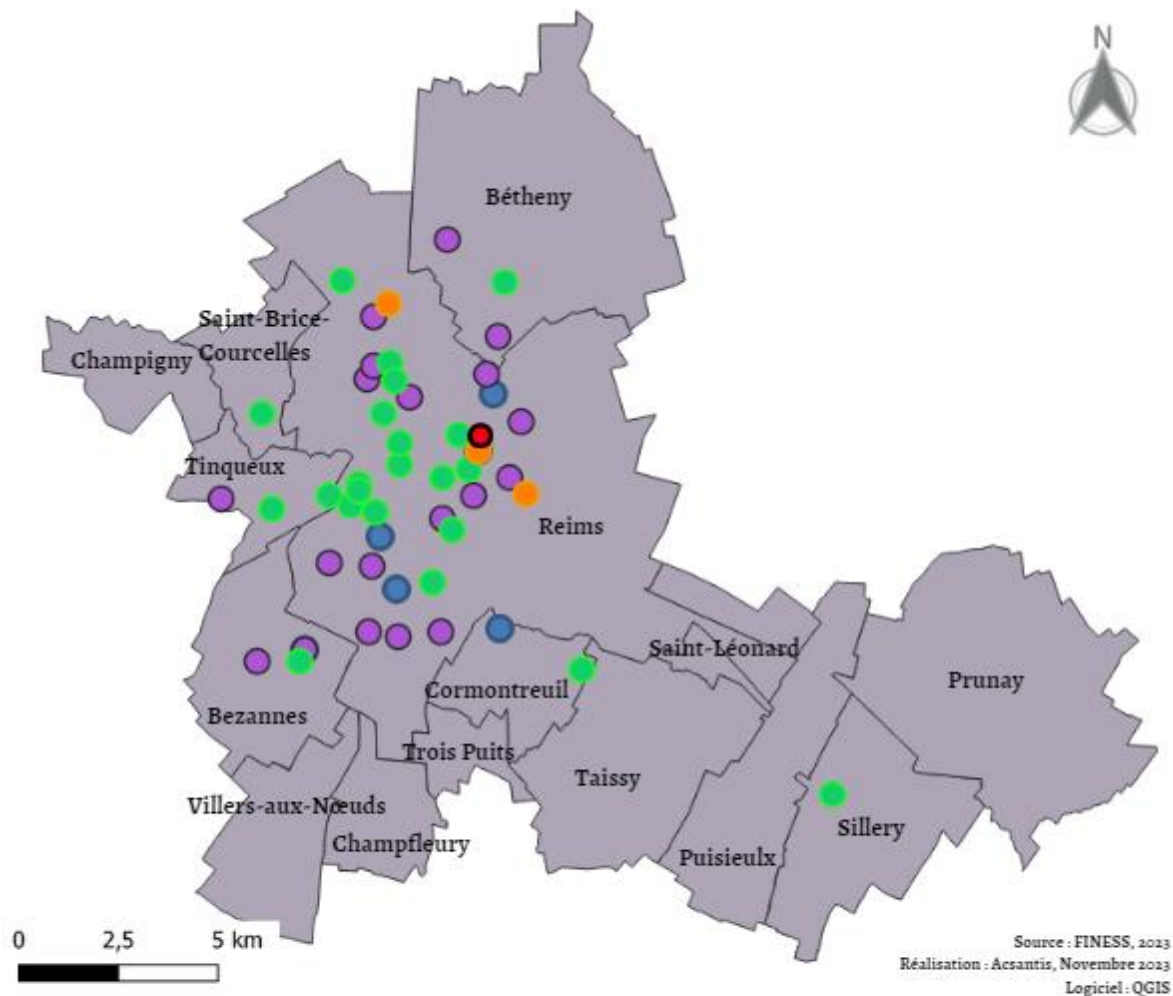 N
Bétheny
Saint-Brice-
Courcelles
Champigny
Tinqueux
Reims
Saint-Léonard
Prunay
Cormontreuil
Bezannes
Trois Puits
Taissy
Villers-aux-Nœuds
Sillery
Champfleury
Puisieulx
0 2,5 5 km
Source : FINESS, 2023
Réalisation : Acsantis, Novembre 2023
Logiciel : QGIS